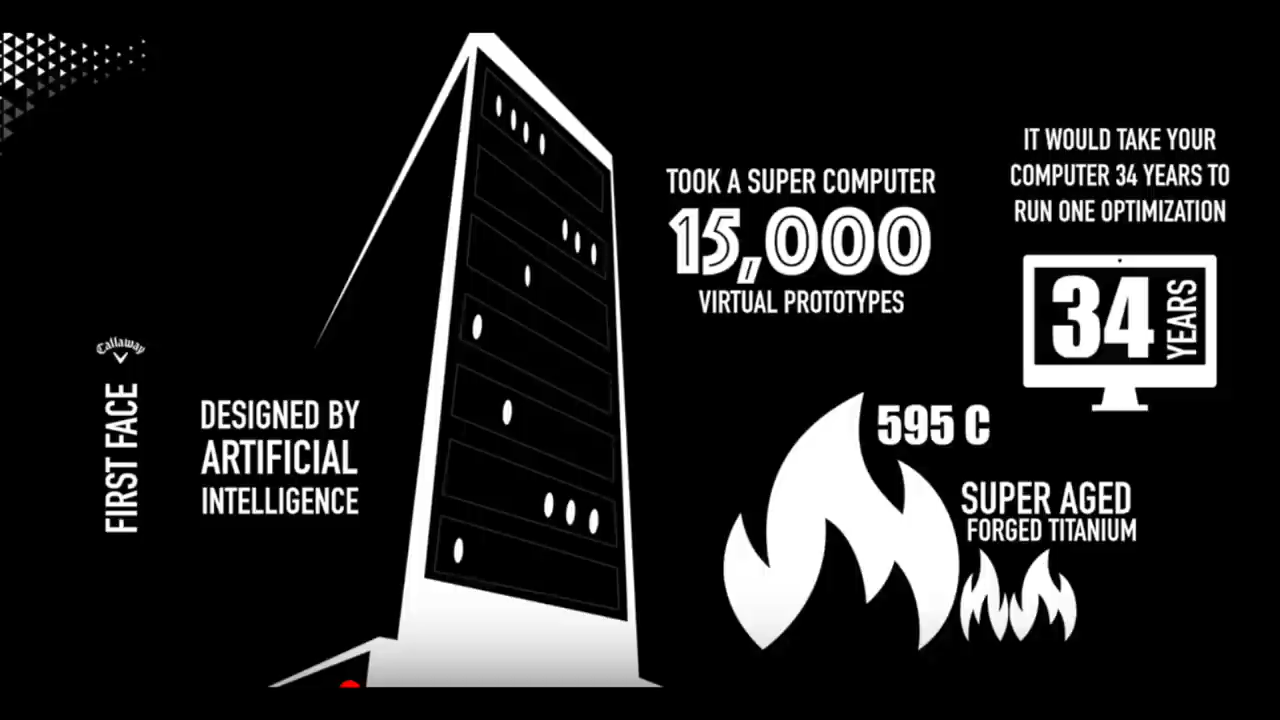 Callaway
FIRST FACE
DESIGNED BY
ARTIFICIAL
INTELLIGENCE
TOOK A SUPER COMPUTER
15,000
VIRTUAL PROTOTYPES
IT WOULD TAKE YOUR
COMPUTER 34 YEARS TO
RUN ONE OPTIMIZATION
34 YEARS
595 C
SUPER AGED
FORGED TITANIUM